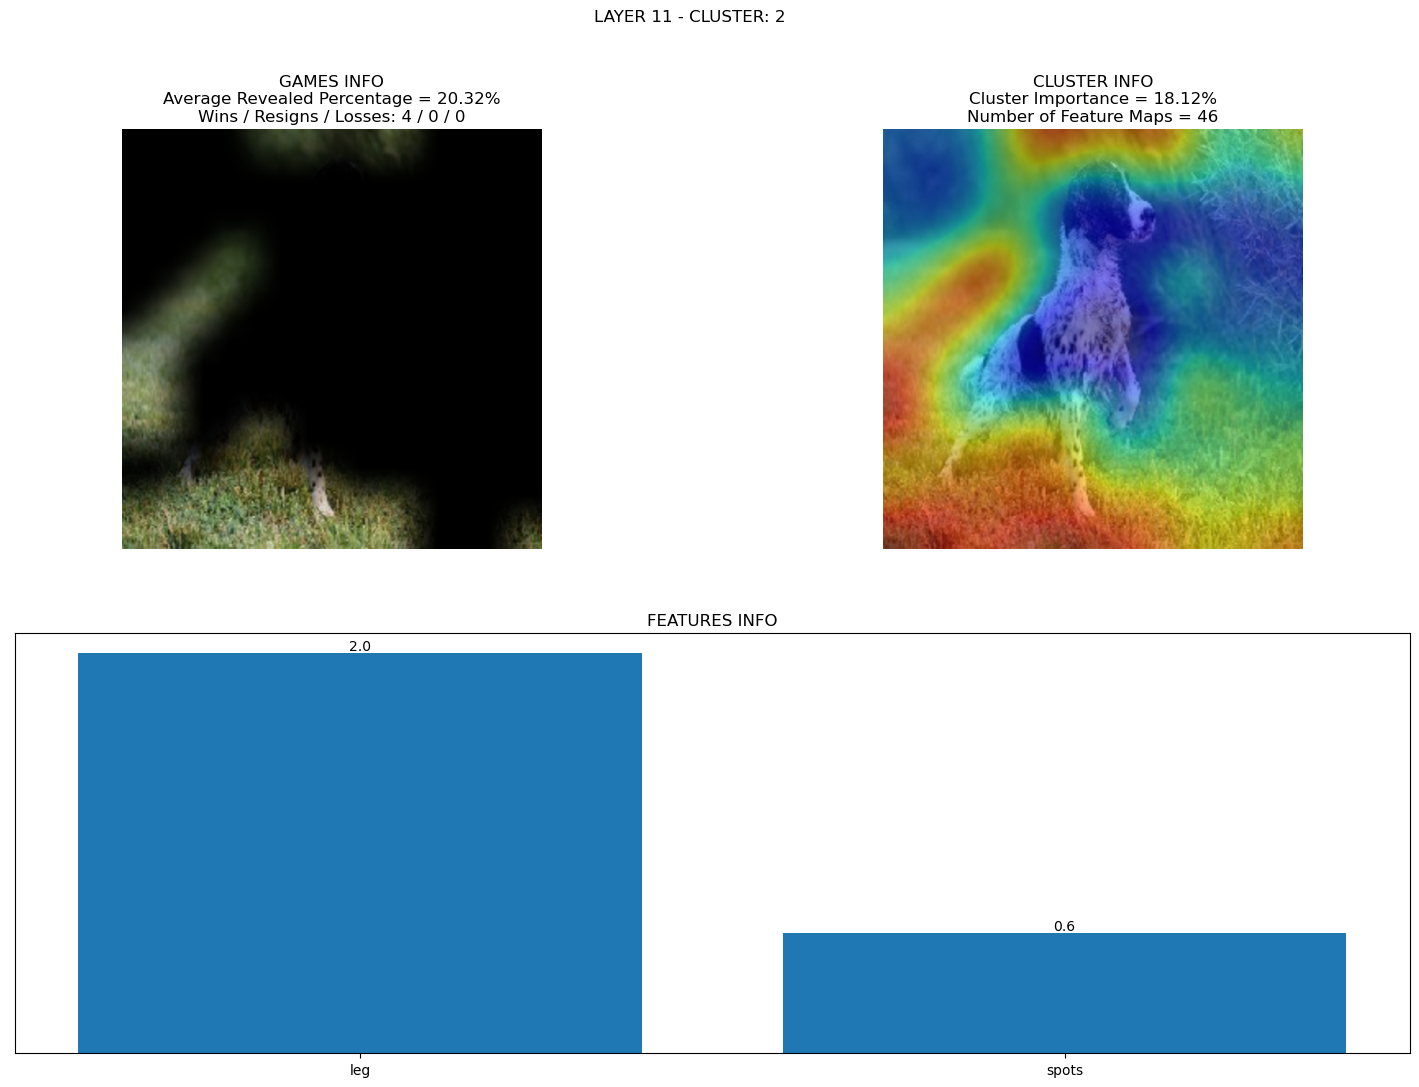 LAYER 11 - CLUSTER: 2
GAMES INFO
Average Revealed Percentage = 20.32%
Wins / Resigns / Losses: 4 / 0 / 0
CLUSTER INFO
Cluster Importance = 18.12%
Number of Feature Maps = 46
FEATURES INFO
2.0
0.6
leg
spots